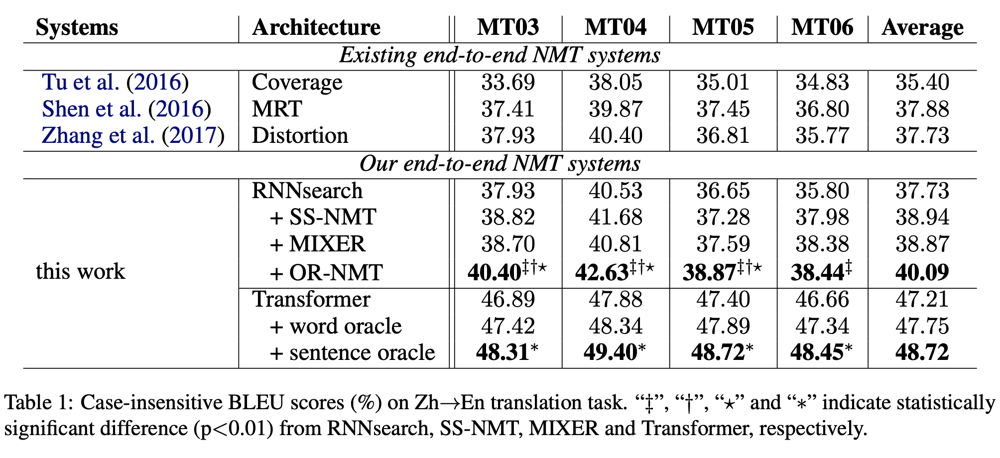 Systems Architecture MT03 MT04 MT05 MT06 Average
Existing end-to-end NMT systems
Tu et al. (2016) Coverage 33.69 38.05 35.01 34.83 35.40
Shen et al. (2016) MRT 37.41 39.87 37.45 36.80 37.88
Zhang et al. (2017) Distortion 37.93 40.40 36.81 35.77 37.73
Our end-to-end NMT systems
RNNsearch 37.93 40.53 36.65 35.80 37.73
+ SS-NMT 38.82 41.68 37.28 37.98 38.94
+ MIXER 38.70 40.81 37.59 38.38 38.87
this work + OR-NMT 40.40‡†⋆ 42.63‡†⋆ 38.87‡†⋆ 38.44‡ 40.09
Transformer 46.89 47.88 47.40 46.66 47.21
+ word oracle 47.42 48.34 47.89 47.34 47.75
+ sentence oracle 48.31* 49.40* 48.72* 48.45* 48.72
Table 1: Case-insensitive BLEU scores (%) on Zh→En translation task. “‡”, “†”, “⋆” and “∗” indicate statistically
significant difference (p<0.01) from RNNsearch, SS-NMT, MIXER and Transformer, respectively.